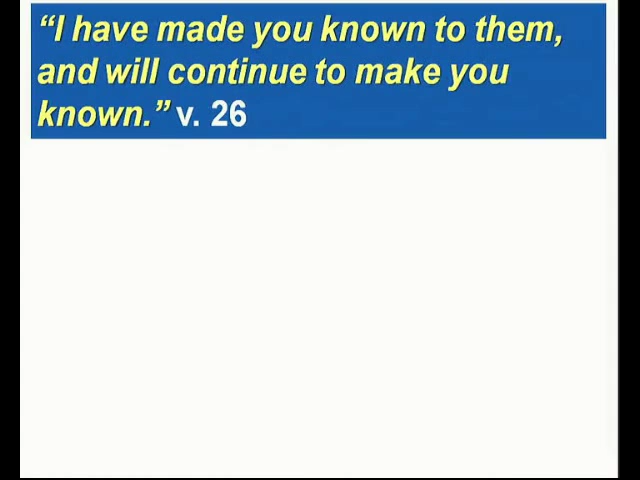 “I have made you known to them,
and will continue to make you
known.” v. 26